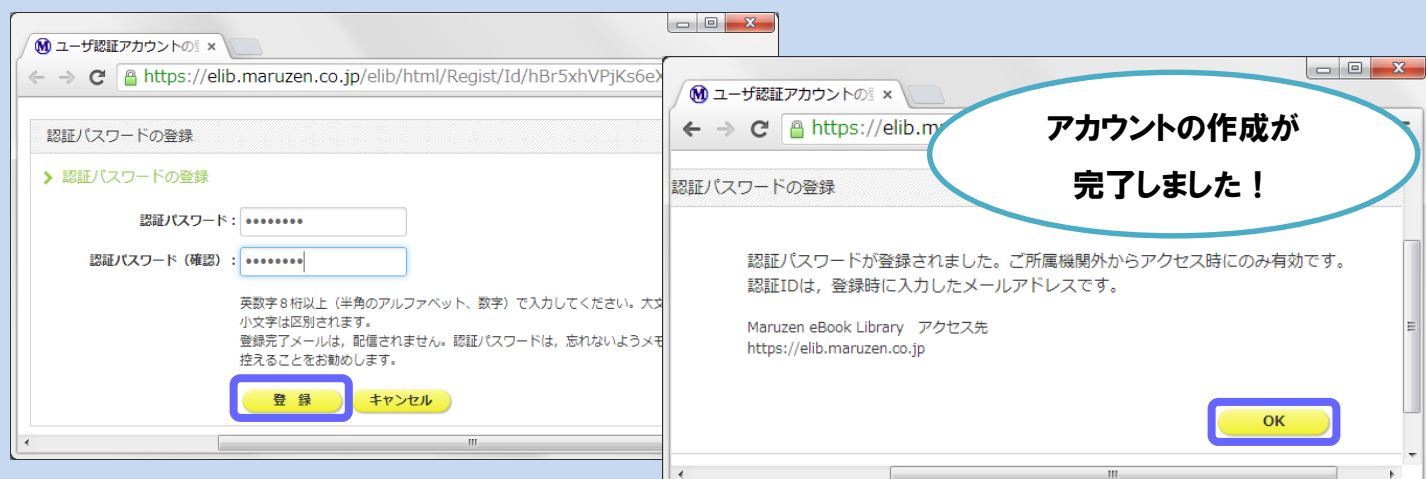 ユーザ認証アカウントの
https://elib.maruzen.co.jp/elib/html/Regist/Id/hBr5xhVPjKs6eX
認証パスワードの登録
認証パスワードの登録
認証パスワード：
認証パスワード（確認）：
英数字８桁以上（半角のアルファベット、数字）で入力してください。大文
小文字は区別されます。
登録完了メールは，配信されません。認証パスワードは，忘れないようメモ
控えることをお勧めします。
登 録
キャンセル
ユーザ認証アカウントの
https://elib.m
アカウントの作成が
完了しました！
認証パスワードの登録
認証パスワードが登録されました。ご所属機関外からアクセス時にのみ有効です。
認証IDは，登録時に入力したメールアドレスです。
Maruzen eBook Library　アクセス先
https://elib.maruzen.co.jp
OK